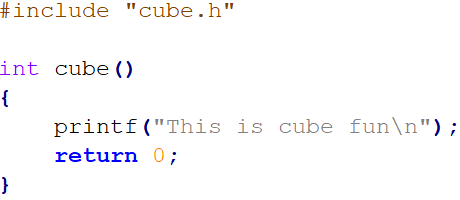 #include "cube.h"
int cube()
{
    printf("This is cube fun\n");
    return 0;
}